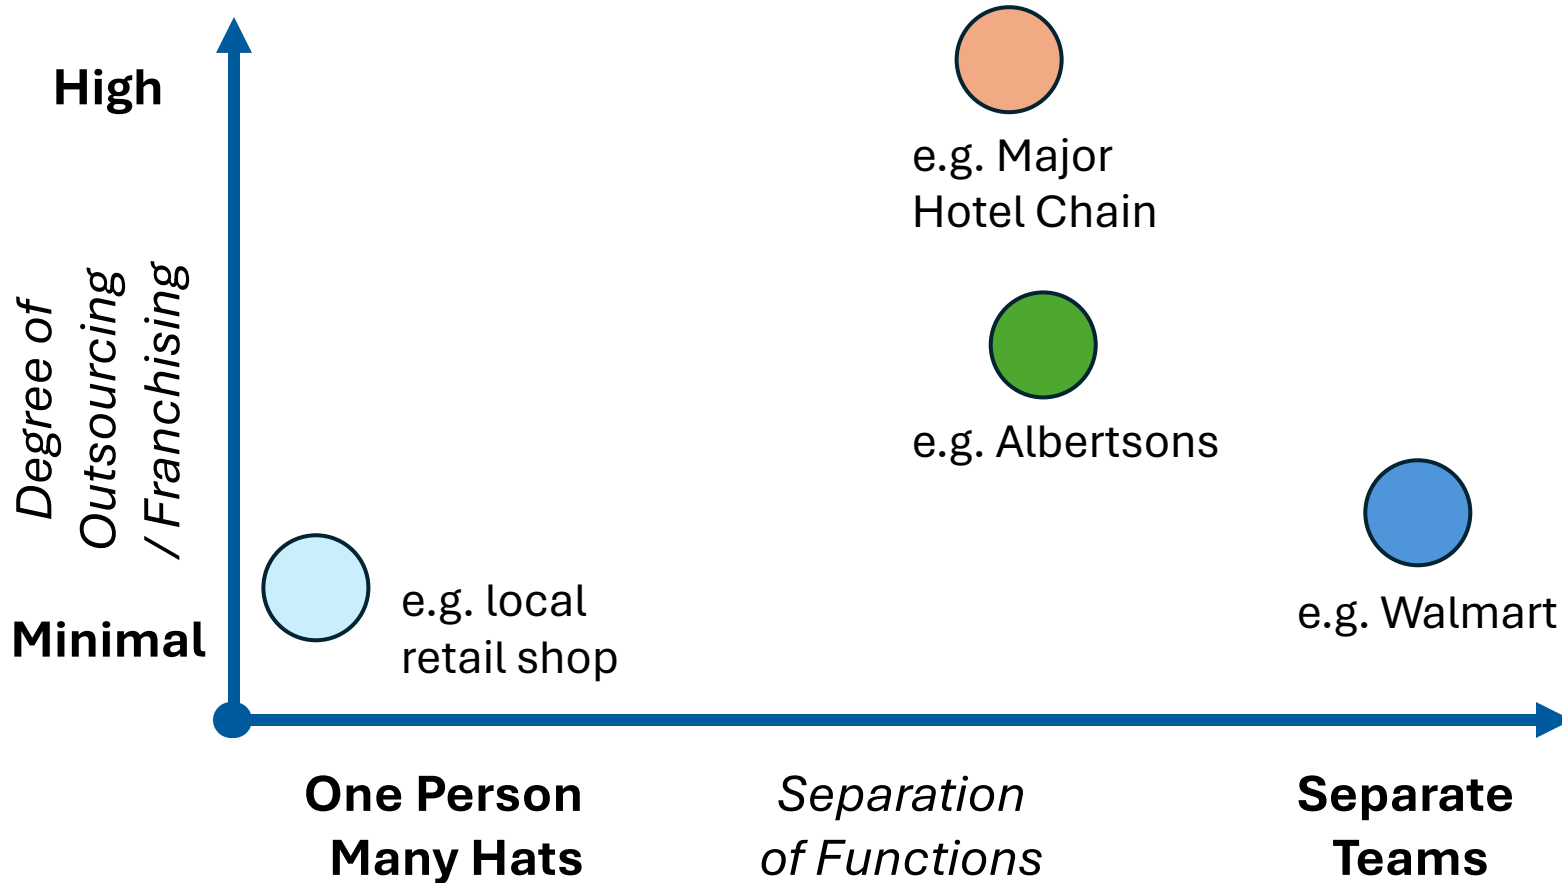 High
e.g. Major
Hotel Chain
Degree of
Outsourcing
/ Franchising
e.g. Albertsons
e.g. local
retail shop
e.g. Walmart
Minimal
One Person
Many Hats
Separation
of Functions
Separate
Teams